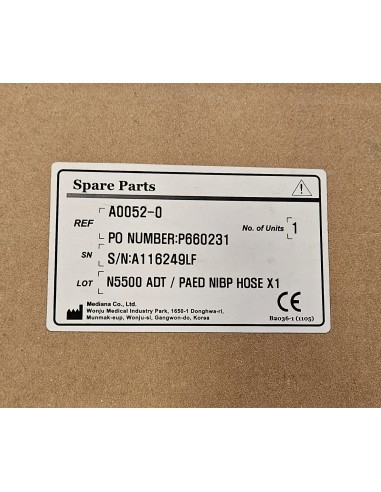 Spare Parts
REF A0052-0 No. of Units 1
PO NUMBER:P660231
SN S/N:A116249LF
LOT N5500 ADT / PAED NIBP HOSE X1
Mediana Co., Ltd.
Wonju Medical Industry Park, 1650-1 Donghwa-ri,
Munmak-eup, Wonju-si, Gangwon-do, Korea
CE
B2036-1 (1105)